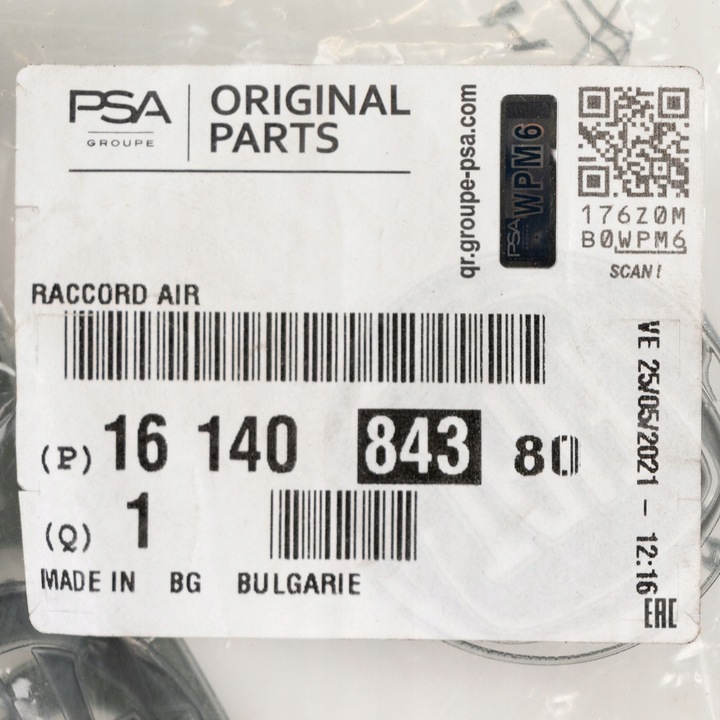 PSA
GROUPE
ORIGINAL
PARTS
qr.groupe-psa.com
PSA WPM6
176Z0M
B0WPM6
SCAN!
RACCORD AIR
(P) 16 140 843 80
(Q) 1
MADE IN BG BULGARIE
VE 25/05/2021 - 12:16
EAC